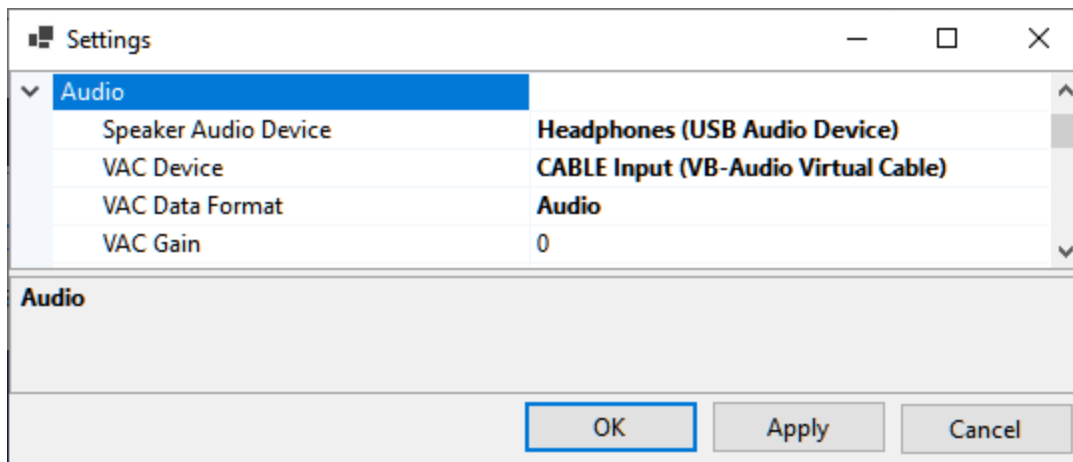 Settings
Audio
Speaker Audio Device Headphones (USB Audio Device)
VAC Device CABLE Input (VB-Audio Virtual Cable)
VAC Data Format Audio
VAC Gain 0
Audio
OK Apply Cancel